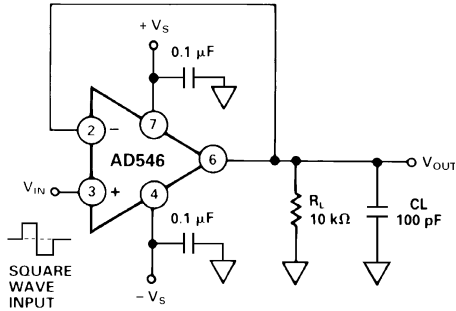 + Vs
0.1 μF
7
2
−
AD546
6
VOUT
VIN
3
+
4
RL
10 kΩ
CL
100 pF
0.1 μF
SQUARE
WAVE
INPUT
− Vs